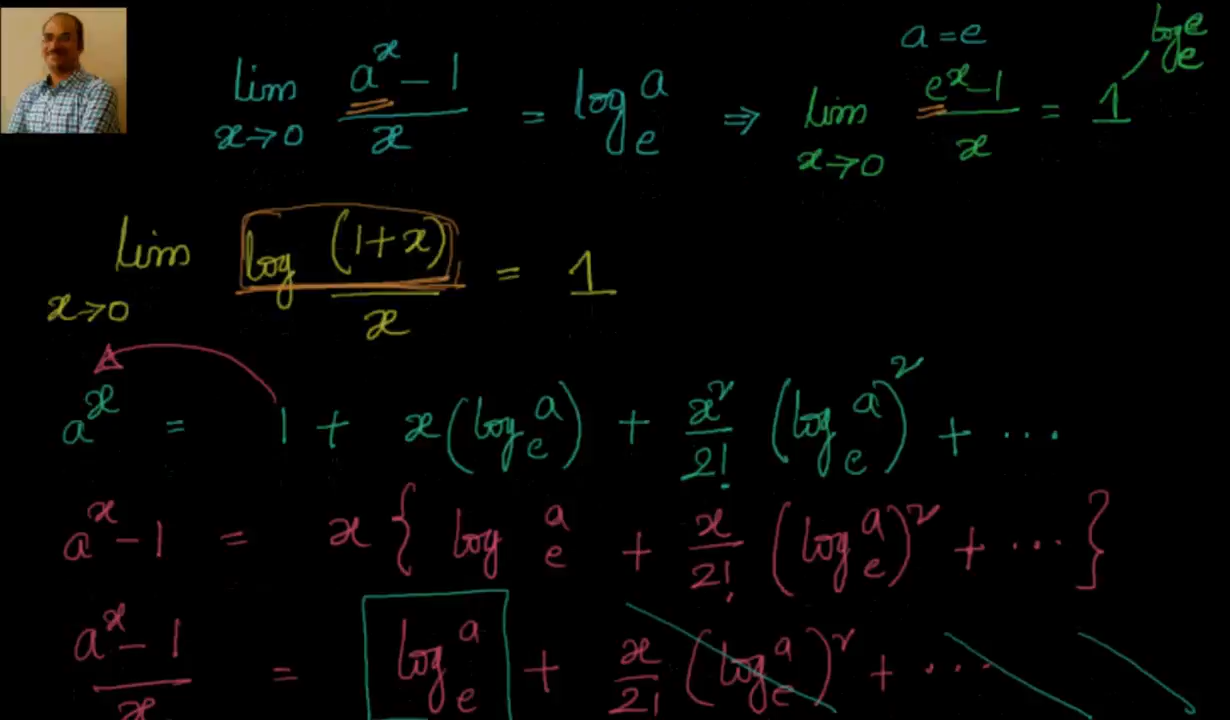 a = e
lim x→0 (a^x − 1)/x = log_e a ⇒ lim x→0 (e^x − 1)/x = 1 log_e e
lim x→0 log (1+x)/x = 1
a^x = 1 + x (log_e a) + x²/2! (log_e a)² + ...
a^x − 1 = x { log_e a + x/2! (log_e a)² + ... }
(a^x − 1)/x = log_e a + x/2! (log_e a)² + ...